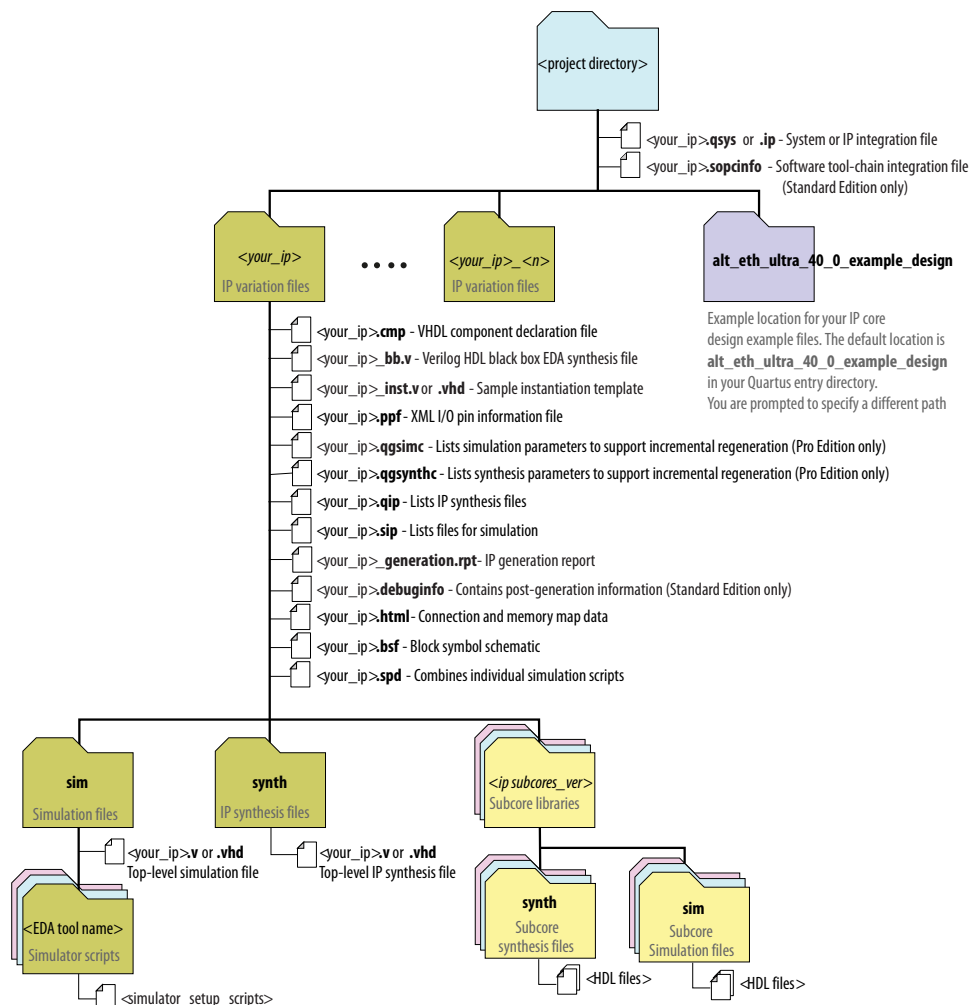 <project directory>
<your_ip>.qsys or .ip - System or IP integration file
<your_ip>.sopcinfo - Software tool-chain integration file
(Standard Edition only)
<your_ip>
IP variation files
<your_ip>_<n>
IP variation files
alt_eth_ultra_40_0_example_design
Example location for your IP core
design example files. The default location is
alt_eth_ultra_40_0_example_design
in your Quartus entry directory.
You are prompted to specify a different path
<your_ip>.cmp - VHDL component declaration file
<your_ip>_bb.v - Verilog HDL black box EDA synthesis file
<your_ip>_inst.v or .vhd - Sample instantiation template
<your_ip>.ppf - XML I/O pin information file
<your_ip>.qgsimc - Lists simulation parameters to support incremental regeneration (Pro Edition only)
<your_ip>.qgsynthc - Lists synthesis parameters to support incremental regeneration (Pro Edition only)
<your_ip>.qip - Lists IP synthesis files
<your_ip>.sip - Lists files for simulation
<your_ip>_generation.rpt- IP generation report
<your_ip>.debuginfo - Contains post-generation information (Standard Edition only)
<your_ip>.html- Connection and memory map data
<your_ip>.bsf - Block symbol schematic
<your_ip>.spd - Combines individual simulation scripts
sim
Simulation files
synth
IP synthesis files
<ip subcores_ver>
Subcore libraries
<your_ip>.v or .vhd
Top-level simulation file
<your_ip>.v or .vhd
Top-level IP synthesis file
<EDA tool name>
Simulator scripts
<simulator_setup_scripts>
synth
Subcore
synthesis files
<HDL files>
sim
Subcore
Simulation files
<HDL files>